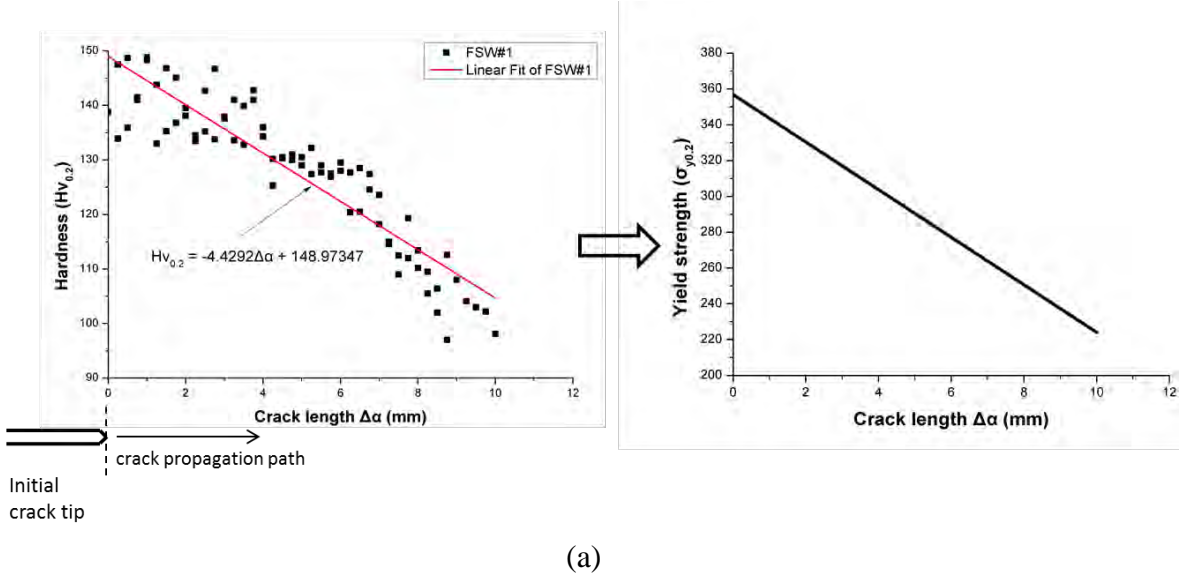 FSW#1
Linear Fit of FSW#1
150
140
130
120
110
100
90
Hardness (Hv0.2)
Hv0.2 = -4.4292Δα + 148.97347
0 2 4 6 8 10 12
Crack length Δα (mm)
380
360
340
320
300
280
260
240
220
200
Yield strength (σy0.2)
0 2 4 6 8 10 12
Crack length Δα (mm)
crack propagation path
Initial
crack tip
(a)